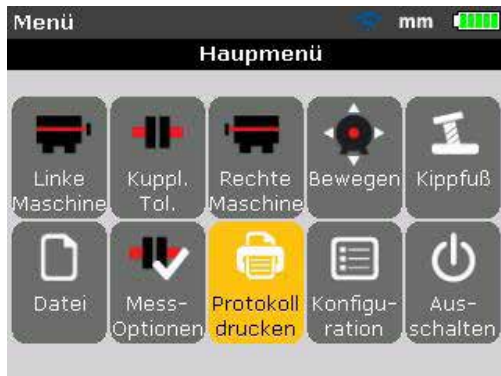 Menü mm
Haupmenü
Linke Kuppl. Rechte Bewegen Kippfuß
Maschine Tol. Maschine
Datei Mess- Protokoll Konfigu- Aus-
Optionen drucken ration schalten